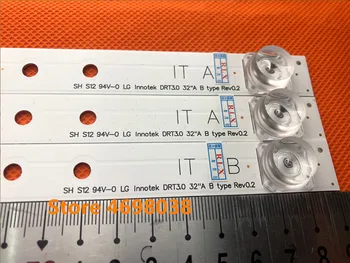 IT A
SH S12 94V-0 LG Innotek DRT3.0 32"A B type Rev0.2
IT A
SH S12 94V-0 LG Innotek DRT3.0 32"A B type Rev0.2
IT B
SH S12 94V-0 LG Innotek DRT3.0 32"A B type Rev0.2
Store 4898038